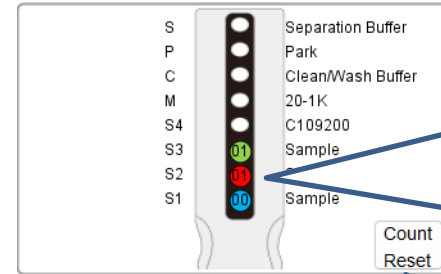 S Separation Buffer
P Park
C Clean/Wash Buffer
M 20-1K
S4 C109200
S3 01 Sample
S2 01
S1 00 Sample
Count
Reset